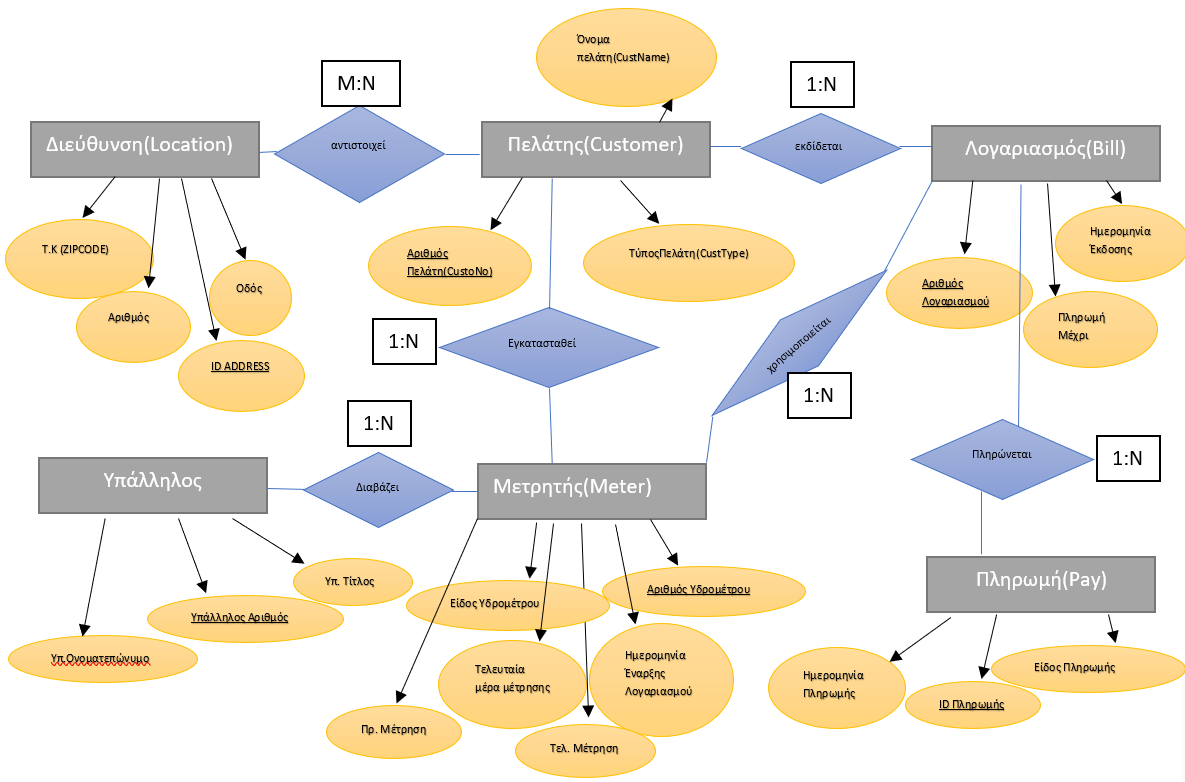 Όνομα
πελάτη(CustName)
M:N
1:N
Διεύθυνση(Location)
αντιστοιχεί
Πελάτης(Customer)
εκδίδεται
Λογαριασμός(Bill)
Τ.Κ (ZIPCODE)
Αριθμός
Οδός
ID ADDRESS
Αριθμός
Πελάτη(CustoNo)
ΤύποςΠελάτη(CustType)
Ημερομηνία
Έκδοσης
Αριθμός
Λογαριασμού
Πληρωμή
Μέχρι
1:N
Εγκατασταθεί
χρησιμοποιείται
1:N
1:N
Υπάλληλος
Διαβάζει
Μετρητής(Meter)
Πληρώνεται
1:N
Πληρωμή(Pay)
Υπ. Τίτλος
Υπάλληλος Αριθμός
Υπ.Ονοματεπώνυμο
Είδος Υδρομέτρου
Αριθμός Υδρομέτρου
Τελευταία
μέρα μέτρησης
Ημερομηνία
Έναρξης
Λογαριασμού
Πρ. Μέτρηση
Τελ. Μέτρηση
Ημερομηνία
Πληρωμής
ID Πληρωμής
Είδος Πληρωμής